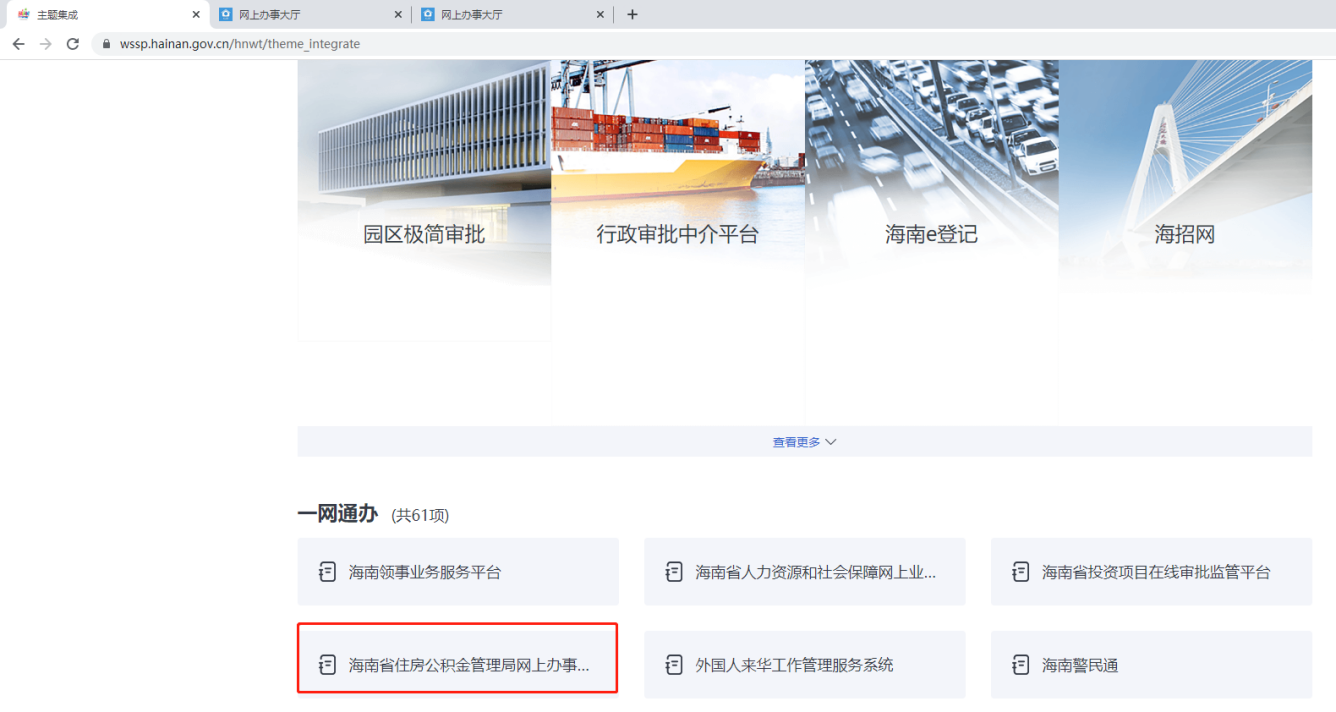 主题集成
网上办事大厅
网上办事大厅
wssp.hainan.gov.cn/hnwt/theme_integrate
园区极简审批
行政审批中介平台
海南e登记
海招网
查看更多
一网通办 (共61项)
海南领事业务服务平台
海南省人力资源和社会保障网上业...
海南省投资项目在线审批监管平台
海南省住房公积金管理局网上办事...
外国人来华工作管理服务系统
海南警民通